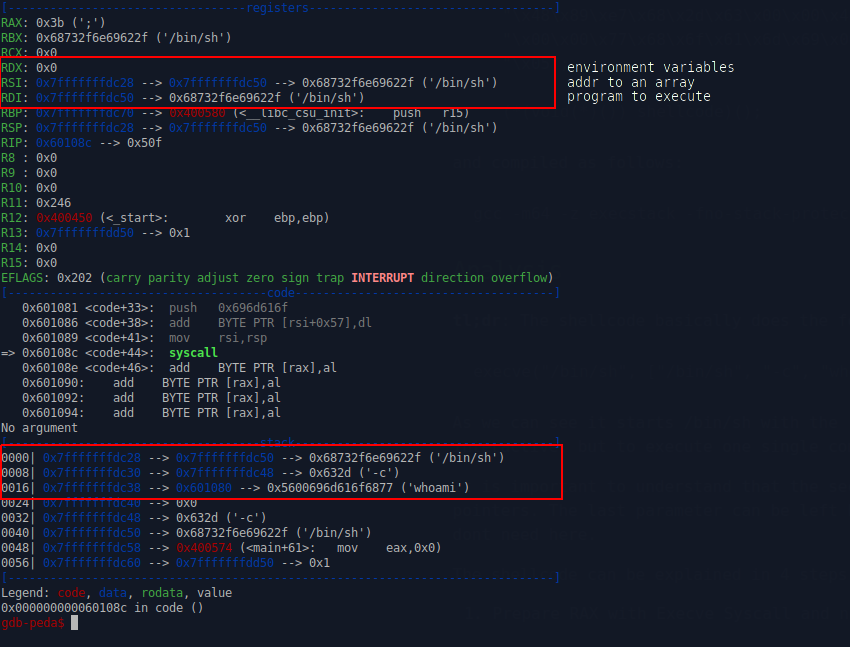 [-------------------------------registers--------------------------------]
RAX: 0x3b (';')
RBX: 0x68732f6e69622f ('/bin/sh')
RCX: 0x0
RDX: 0x0 environment variables
RSI: 0x7fffffffdc28 --> 0x7fffffffdc50 --> 0x68732f6e69622f ('/bin/sh') addr to an array
RDI: 0x7fffffffdc50 --> 0x68732f6e69622f ('/bin/sh') program to execute
RBP: 0x7fffffffdc70 --> 0x400580 (<__libc_csu_init>: push r15)
RSP: 0x7fffffffdc28 --> 0x7fffffffdc50 --> 0x68732f6e69622f ('/bin/sh')
RIP: 0x60108c --> 0x50f
R8 : 0x0
R9 : 0x0
R10: 0x0
R11: 0x246
R12: 0x400450 (<_start>: xor ebp,ebp)
R13: 0x7fffffffdd50 --> 0x1
R14: 0x0
R15: 0x0
EFLAGS: 0x202 (carry parity adjust zero sign trap INTERRUPT direction overflow)
[----------------------------------code-----------------------------------]
0x601081 <code+33>: push 0x696d616f
0x601086 <code+38>: add BYTE PTR [rsi+0x57],dl
0x601089 <code+41>: mov rsi,rsp
=> 0x60108c <code+44>: syscall
0x60108e <code+46>: add BYTE PTR [rax],al
0x601090: add BYTE PTR [rax],al
0x601092: add BYTE PTR [rax],al
0x601094: add BYTE PTR [rax],al
No argument
[---------------------------------stack-----------------------------------]
0000| 0x7fffffffdc28 --> 0x7fffffffdc50 --> 0x68732f6e69622f ('/bin/sh')
0008| 0x7fffffffdc30 --> 0x7fffffffdc48 --> 0x632d ('-c')
0016| 0x7fffffffdc38 --> 0x601080 --> 0x5600696d616f6877 ('whoami')
0024| 0x7fffffffdc40 --> 0x0
0032| 0x7fffffffdc48 --> 0x632d ('-c')
0040| 0x7fffffffdc50 --> 0x68732f6e69622f ('/bin/sh')
0048| 0x7fffffffdc58 --> 0x400574 (<main+61>: mov eax,0x0)
0056| 0x7fffffffdc60 --> 0x7fffffffdd50 --> 0x1
[-------------------------------------------------------------------------]
Legend: code, data, rodata, value
0x000000000060108c in code ()
gdb-peda$